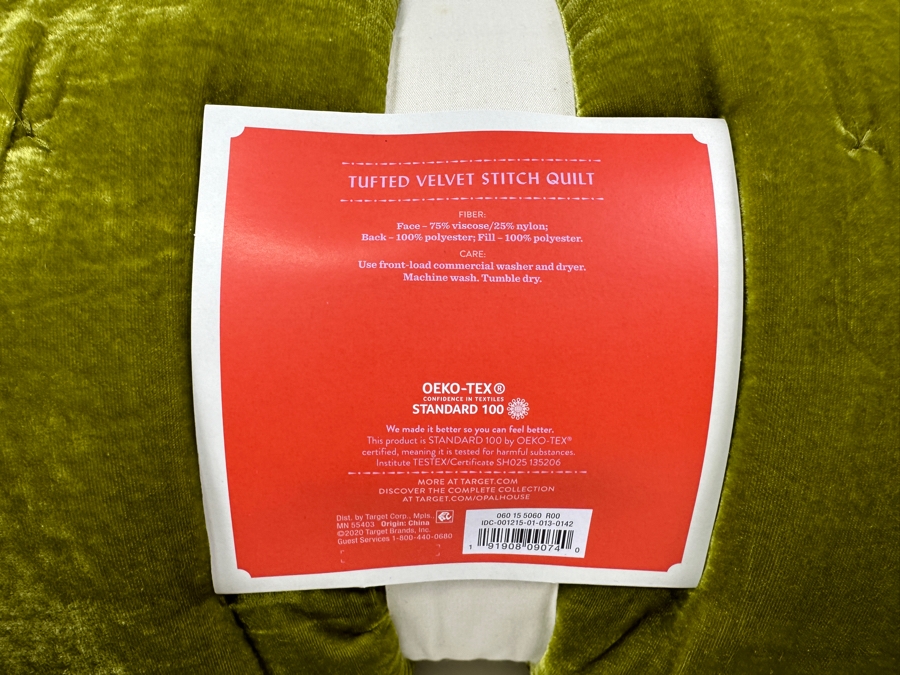 TUFTED VELVET STITCH QUILT
FIBER:
Face – 75% viscose/25% nylon;
Back – 100% polyester; Fill – 100% polyester.
CARE:
Use front-load commercial washer and dryer.
Machine wash. Tumble dry.
OEKO-TEX®
CONFIDENCE IN TEXTILES
STANDARD 100
We made it better so you can feel better.
This product is STANDARD 100 by OEKO-TEX®
certified, meaning it is tested for harmful substances.
Institute TESTEX/Certificate SH025 135206
MORE AT TARGET.COM
DISCOVER THE COMPLETE COLLECTION
AT TARGET.COM/OPALHOUSE
Dist. by Target Corp., Mpls.,
MN 55403 Origin: China
©2020 Target Brands, Inc.
Guest Services 1-800-440-0680
060 15 5060 R00
IDC-001215-01-013-0142
1 91908 09074 0